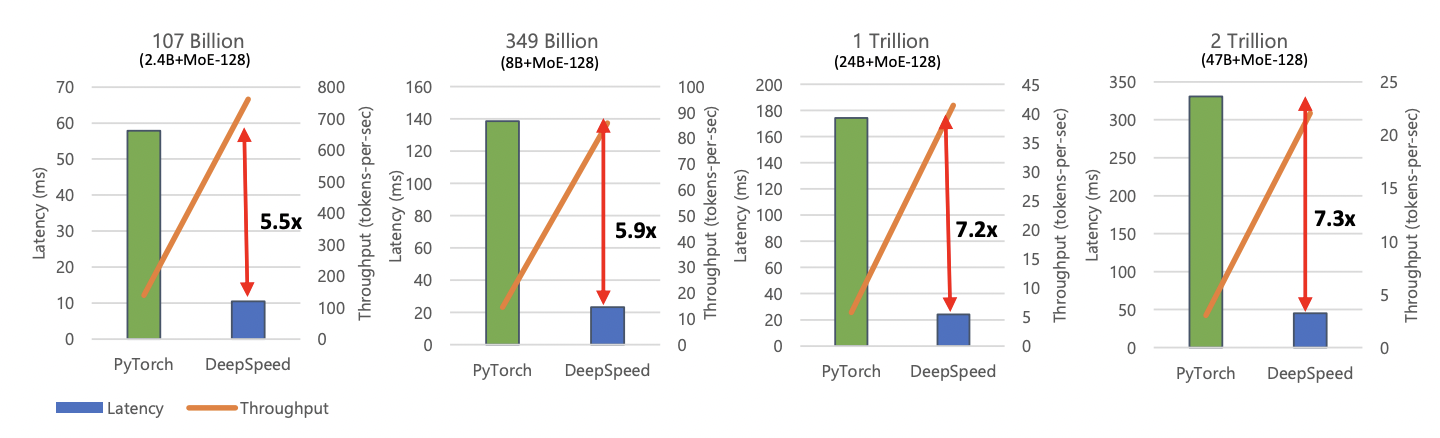 107 Billion
(2.4B+MoE-128)
70
60
50
40
30
20
10
0
Latency (ms)
800
700
600
500
400
300
200
100
0
Throughput (tokens-per-sec)
5.5x
PyTorch DeepSpeed
349 Billion
(8B+MoE-128)
160
140
120
100
80
60
40
20
0
Latency (ms)
100
90
80
70
60
50
40
30
20
10
0
Throughput (tokens-per-sec)
5.9x
PyTorch DeepSpeed
1 Trillion
(24B+MoE-128)
200
180
160
140
120
100
80
60
40
20
0
Latency (ms)
45
40
35
30
25
20
15
10
5
0
Throughput (tokens-per-sec)
7.2x
PyTorch DeepSpeed
2 Trillion
(47B+MoE-128)
350
300
250
200
150
100
50
0
Latency (ms)
25
20
15
10
5
0
Throughput (tokens-per-sec)
7.3x
PyTorch DeepSpeed
Latency Throughput